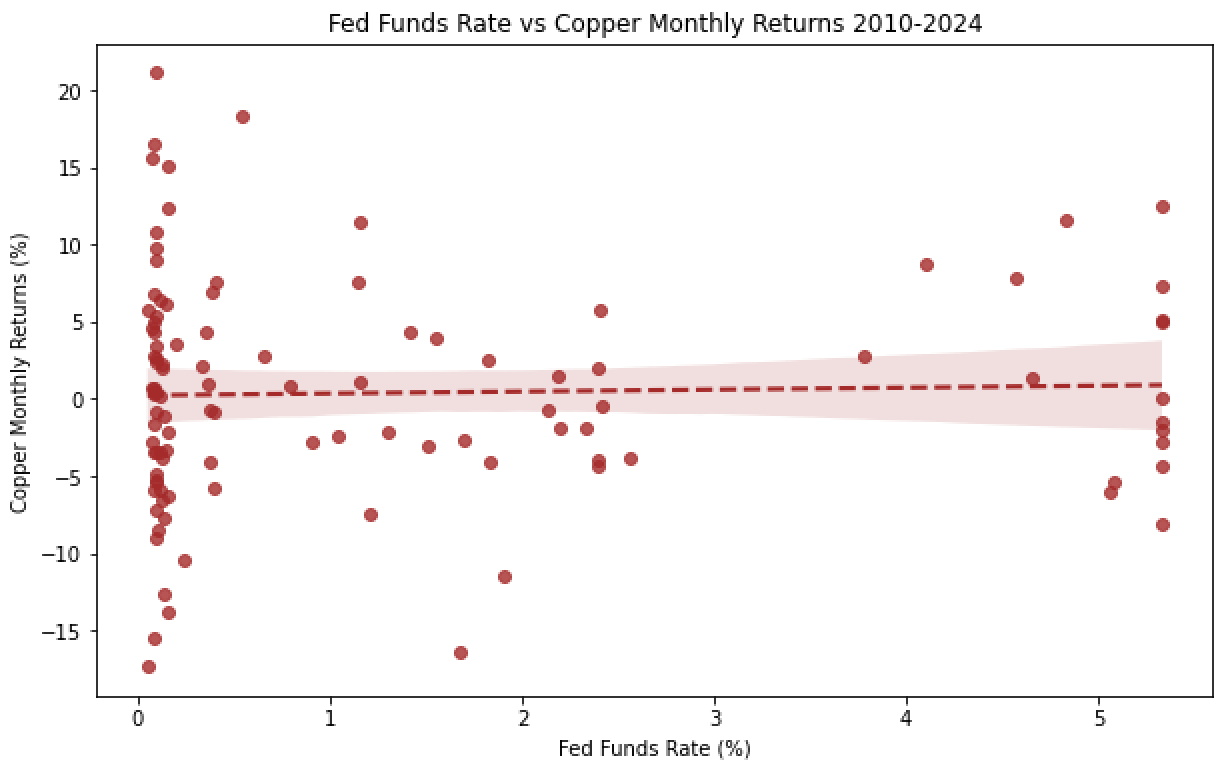 Fed Funds Rate vs Copper Monthly Returns 2010-2024
Copper Monthly Returns (%)
20
15
10
5
0
−5
−10
−15
0 1 2 3 4 5
Fed Funds Rate (%)